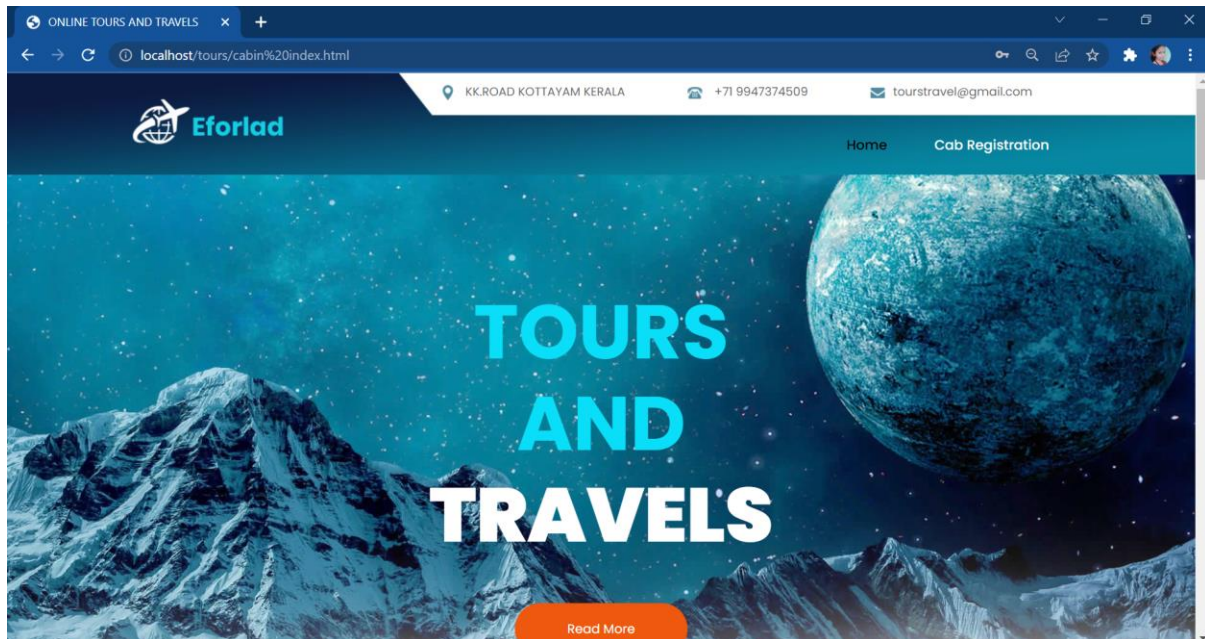 ONLINE TOURS AND TRAVELS
localhost/tours/cabin%20index.html
KK.ROAD KOTTAYAM KERALA +71 9947374509 tourstravel@gmail.com
Eforlad
Home Cab Registration
TOURS
AND
TRAVELS
Read More